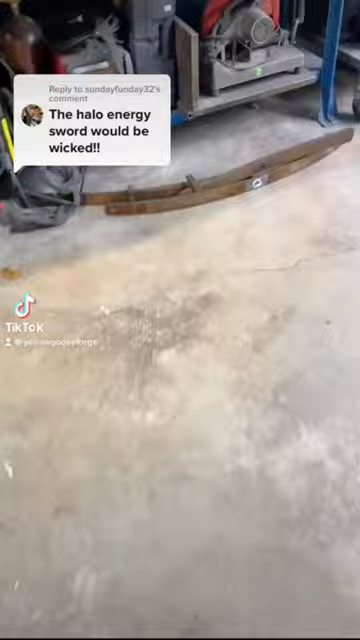 Reply to sundayfunday32's
comment
The halo energy
sword would be
wicked!!
TikTok